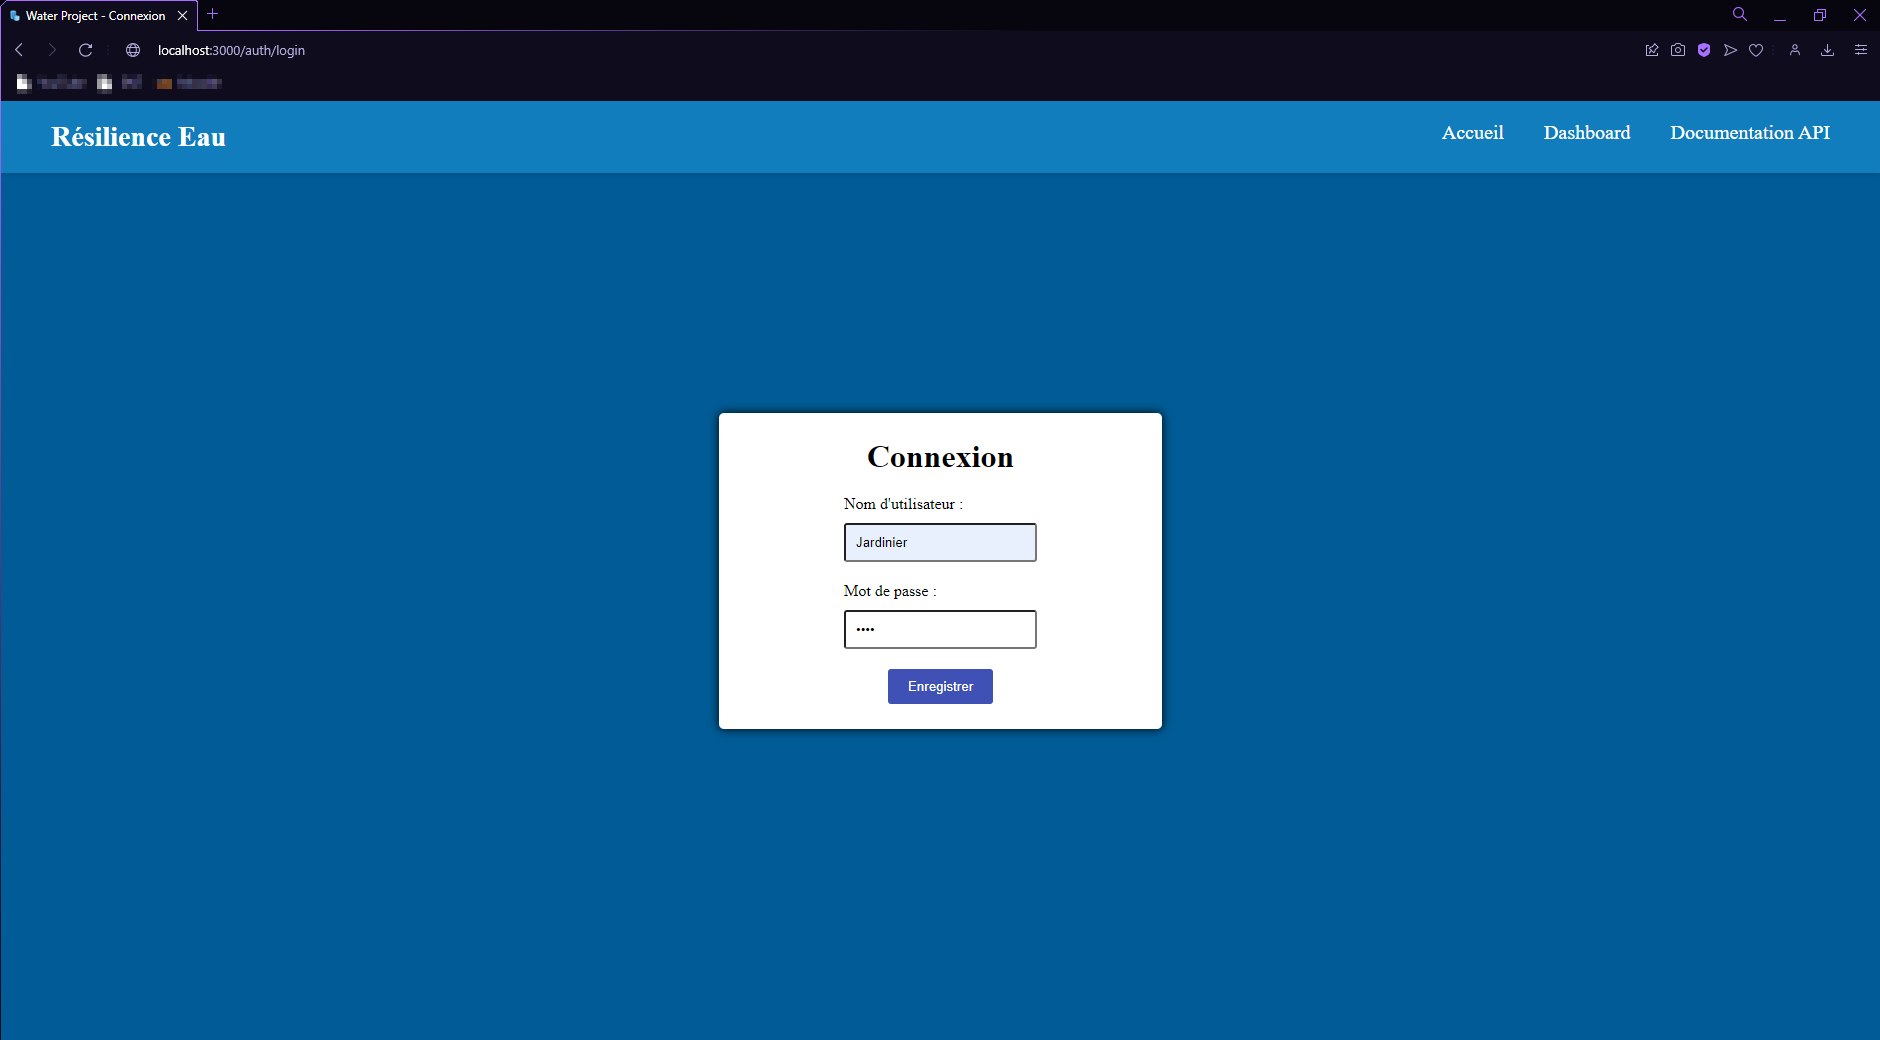 Water Project - Connexion
localhost:3000/auth/login
Résilience Eau
Accueil Dashboard Documentation API
Connexion
Nom d'utilisateur :
Jardinier
Mot de passe :
••••
Enregistrer